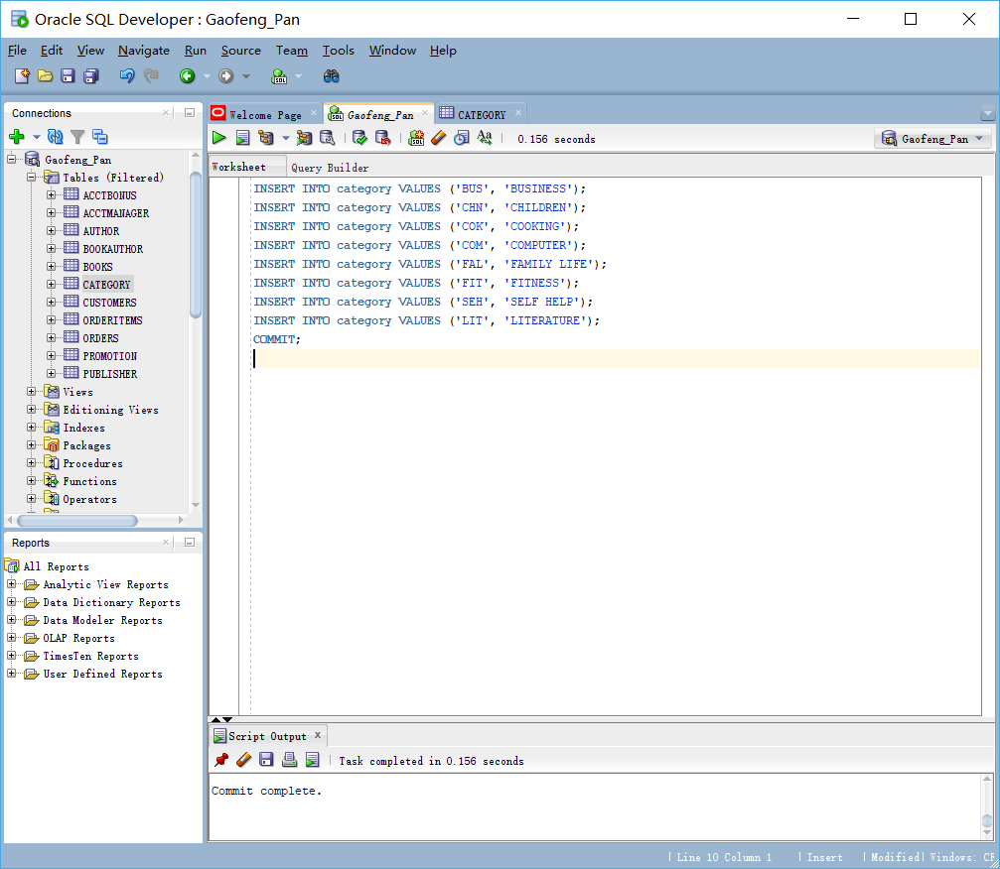 Oracle SQL Developer : Gaofeng_Pan
File Edit View Navigate Run Source Team Tools Window Help
Connections
Gaofeng_Pan
Tables (Filtered)
ACCTBONUS
ACCTMANAGER
AUTHOR
BOOKAUTHOR
BOOKS
CATEGORY
CUSTOMERS
ORDERITEMS
ORDERS
PROMOTION
PUBLISHER
Views
Editioning Views
Indexes
Packages
Procedures
Functions
Operators
Reports
All Reports
Analytic View Reports
Data Dictionary Reports
Data Modeler Reports
OLAP Reports
TimesTen Reports
User Defined Reports
Welcome Page Gaofeng_Pan CATEGORY
0.156 seconds Gaofeng_Pan
Worksheet Query Builder
INSERT INTO category VALUES ('BUS', 'BUSINESS');
INSERT INTO category VALUES ('CHN', 'CHILDREN');
INSERT INTO category VALUES ('COK', 'COOKING');
INSERT INTO category VALUES ('COM', 'COMPUTER');
INSERT INTO category VALUES ('FAL', 'FAMILY LIFE');
INSERT INTO category VALUES ('FIT', 'FITNESS');
INSERT INTO category VALUES ('SEH', 'SELF HELP');
INSERT INTO category VALUES ('LIT', 'LITERATURE');
COMMIT;
Script Output
Task completed in 0.156 seconds
Commit complete.
| Line 10 Column 1 | Insert | Modified| Windows: CR